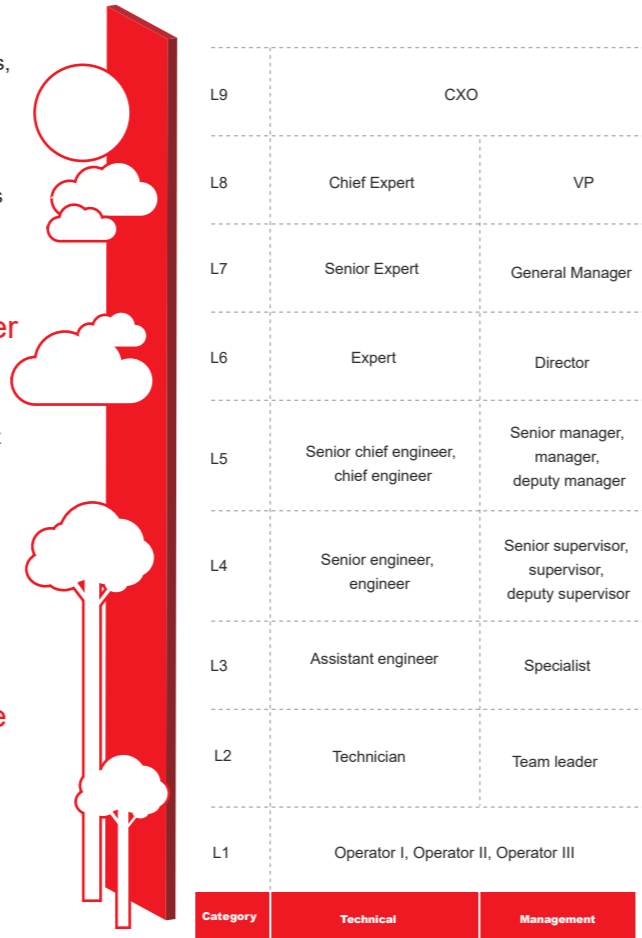 s,
s
er
t
e
L9
CXO
L8
Chief Expert
VP
L7
Senior Expert
General Manager
L6
Expert
Director
L5
Senior chief engineer,
chief engineer
Senior manager,
manager,
deputy manager
L4
Senior engineer,
engineer
Senior supervisor,
supervisor,
deputy supervisor
L3
Assistant engineer
Specialist
L2
Technician
Team leader
L1
Operator I, Operator II, Operator III
Category
Technical
Management